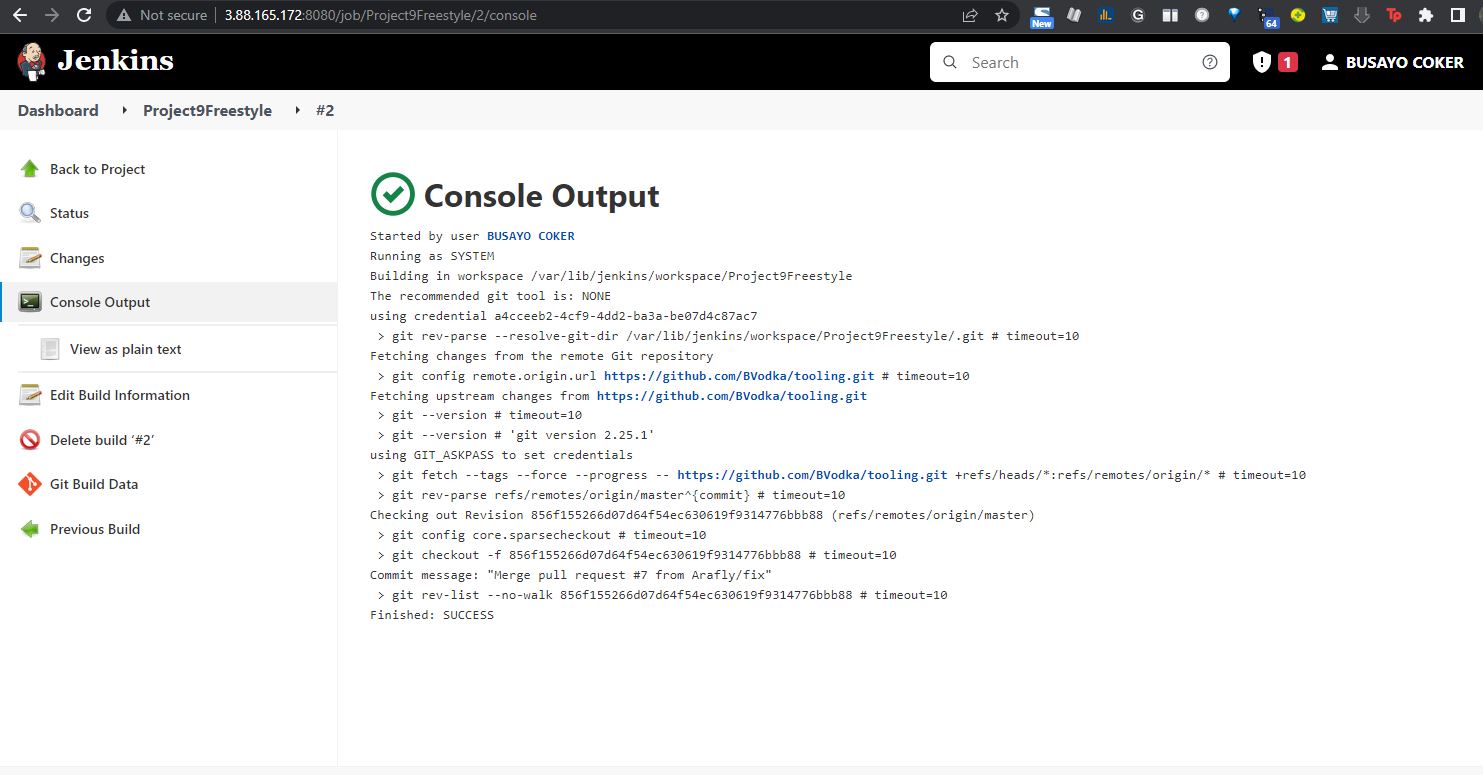 Not secure | 3.88.165.172:8080/job/Project9Freestyle/2/console
New
G
64
Tp
Jenkins
Search
1
BUSAYO COKER
Dashboard
Project9Freestyle
#2
Back to Project
Status
Changes
Console Output
View as plain text
Edit Build Information
Delete build ‘#2’
Git Build Data
Previous Build
Console Output
Started by user BUSAYO COKER
Running as SYSTEM
Building in workspace /var/lib/jenkins/workspace/Project9Freestyle
The recommended git tool is: NONE
using credential a4cceeb2-4cf9-4dd2-ba3a-be07d4c87ac7
> git rev-parse --resolve-git-dir /var/lib/jenkins/workspace/Project9Freestyle/.git # timeout=10
Fetching changes from the remote Git repository
> git config remote.origin.url https://github.com/BVodka/tooling.git # timeout=10
Fetching upstream changes from https://github.com/BVodka/tooling.git
> git --version # timeout=10
> git --version # 'git version 2.25.1'
using GIT_ASKPASS to set credentials
> git fetch --tags --force --progress -- https://github.com/BVodka/tooling.git +refs/heads/*:refs/remotes/origin/* # timeout=10
> git rev-parse refs/remotes/origin/master^{commit} # timeout=10
Checking out Revision 856f155266d07d64f54ec630619f9314776bbb88 (refs/remotes/origin/master)
> git config core.sparsecheckout # timeout=10
> git checkout -f 856f155266d07d64f54ec630619f9314776bbb88 # timeout=10
Commit message: "Merge pull request #7 from Arafly/fix"
> git rev-list --no-walk 856f155266d07d64f54ec630619f9314776bbb88 # timeout=10
Finished: SUCCESS